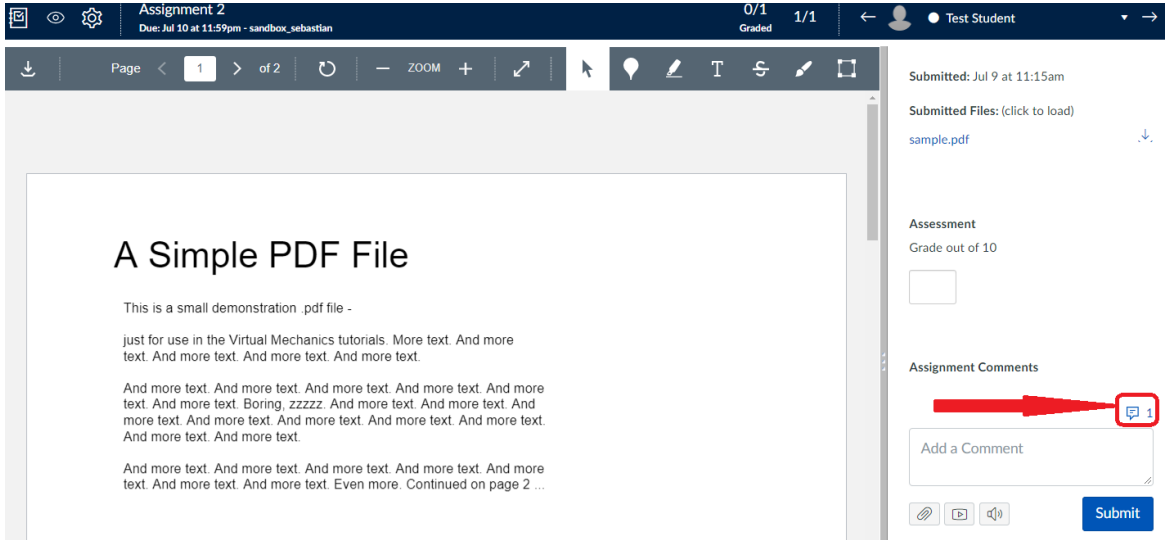 Assignment 2
Due: Jul 10 at 11:59pm - sandbox_sebastian
0/1
Graded
1/1
Test Student
Page 1 of 2 ZOOM T S
Submitted: Jul 9 at 11:15am
Submitted Files: (click to load)
sample.pdf
Assessment
Grade out of 10
A Simple PDF File
This is a small demonstration .pdf file -
just for use in the Virtual Mechanics tutorials. More text. And more
text. And more text. And more text. And more text.
And more text. And more text. And more text. And more text. And more
text. And more text. Boring, zzzzz. And more text. And more text. And
more text. And more text. And more text. And more text. And more text.
And more text. And more text.
And more text. And more text. And more text. And more text. And more
text. And more text. And more text. Even more. Continued on page 2 ...
Assignment Comments
1
Add a Comment
Submit